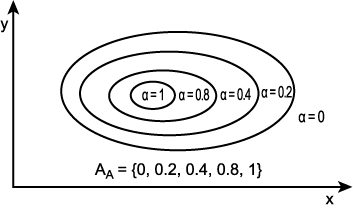 y
α = 1 α = 0.8 α = 0.4 α = 0.2
α = 0
A_A = {0, 0.2, 0.4, 0.8, 1}
x